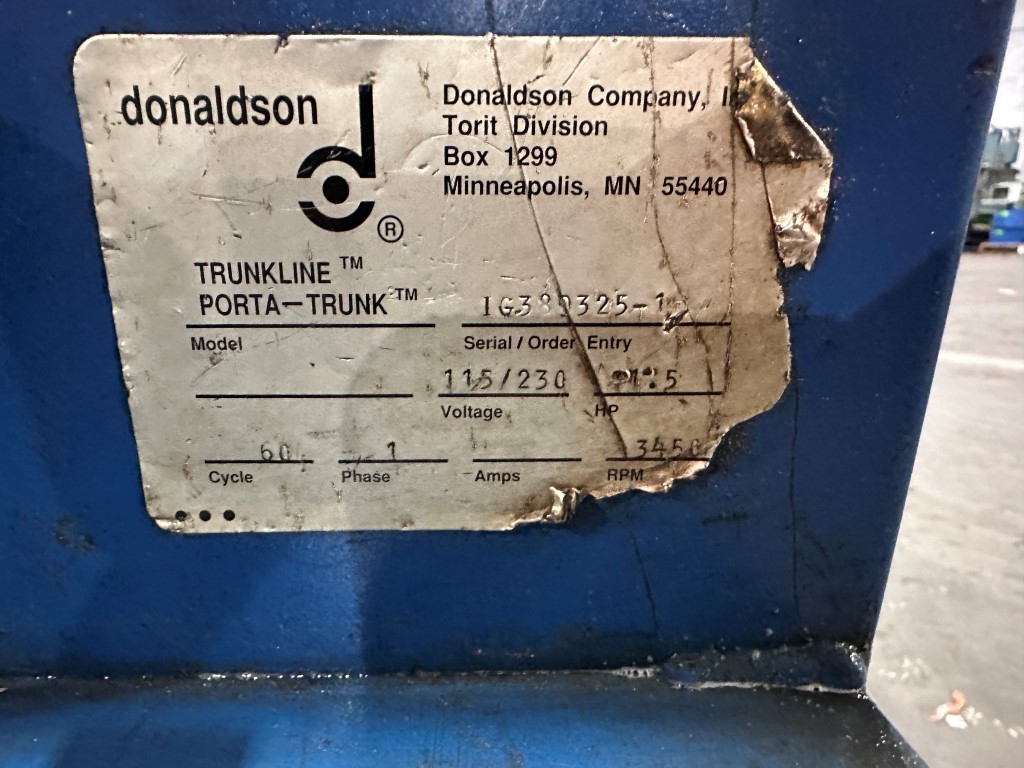 donaldson
Donaldson Company,
Torit Division
Box 1299
Minneapolis, MN 55440
d
®
TRUNKLINE ™
PORTA-TRUNK ™
Model
Serial / Order Entry
115/230
Voltage
HP
60
Cycle
1
Phase
Amps
3450
RPM